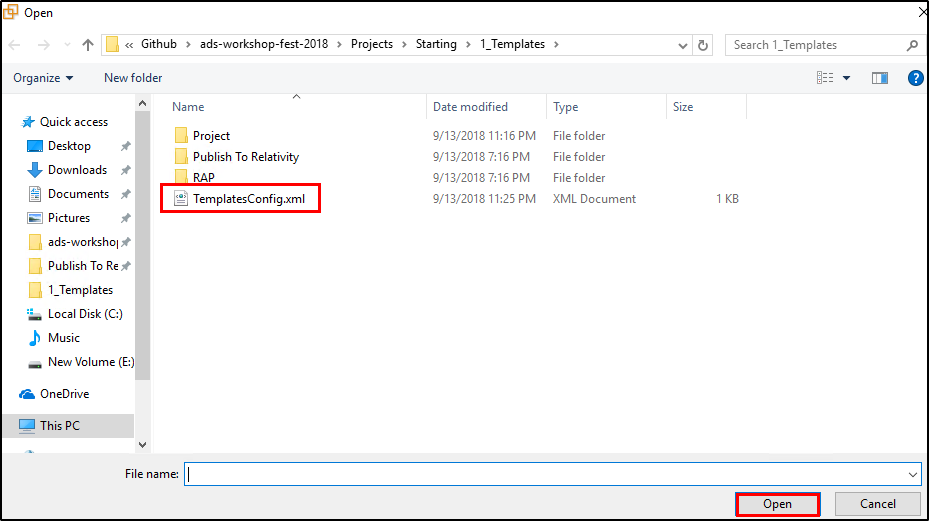 Open
« Github > ads-workshop-fest-2018 > Projects > Starting > 1_Templates >
Search 1_Templates
Organize
New folder
Name
Date modified
Type
Size
Quick access
Desktop
Downloads
Documents
Pictures
ads-workshop
Publish To Re
1_Templates
Local Disk (C:)
Music
New Volume (E:)
OneDrive
This PC
Project 9/13/2018 11:16 PM File folder
Publish To Relativity 9/13/2018 7:16 PM File folder
RAP 9/13/2018 7:16 PM File folder
TemplatesConfig.xml 9/13/2018 11:25 PM XML Document 1 KB
File name:
Open
Cancel